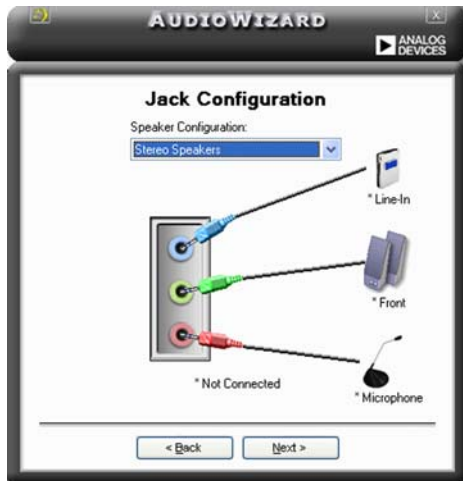 AUDIOWIZARD
X
ANALOG
DEVICES
Jack Configuration
Speaker Configuration:
Stereo Speakers
* Line-In
* Front
* Not Connected
* Microphone
< Back
Next >